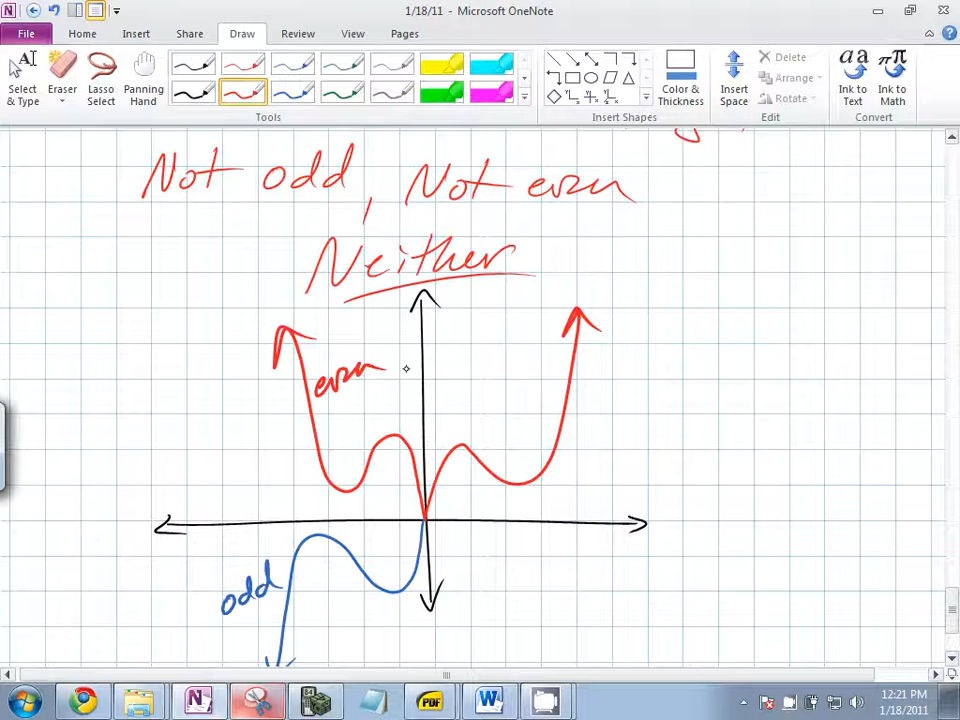 1/18/11 - Microsoft OneNote
File Home Insert Share Draw Review View Pages
Select & Type
Eraser
Lasso Select
Panning Hand
Color & Thickness
Insert Space
Delete
Arrange
Rotate
Ink to Text
Ink to Math
Tools
Insert Shapes
Edit
Convert
Not odd, Not even
Neither
even
odd
12:21 PM
1/18/2011